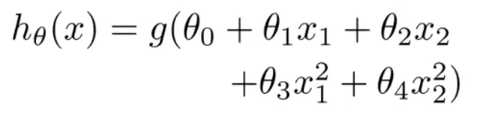 hθ(x) = g(θ₀ + θ₁x₁ + θ₂x₂
+θ₃x₁² + θ₄x₂²)